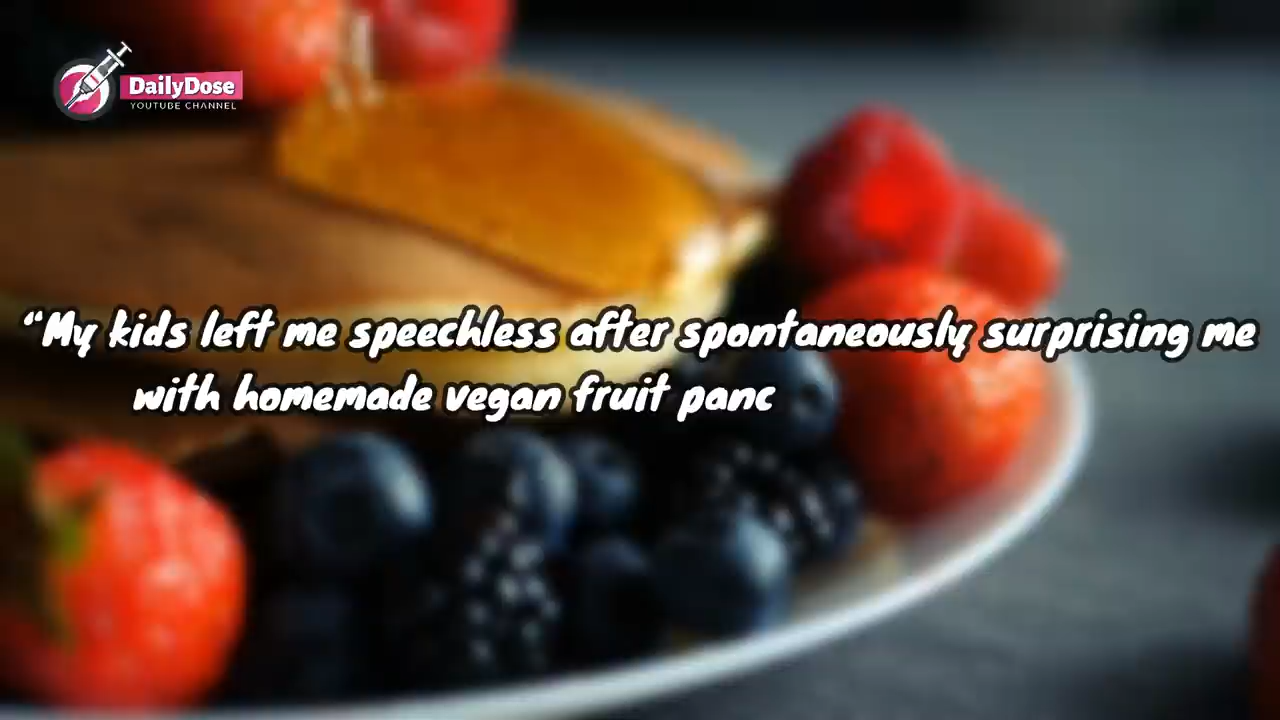 DailyDose
YOUTUBE CHANNEL
“My kids left me speechless after spontaneously surprising me
with homemade vegan fruit panc